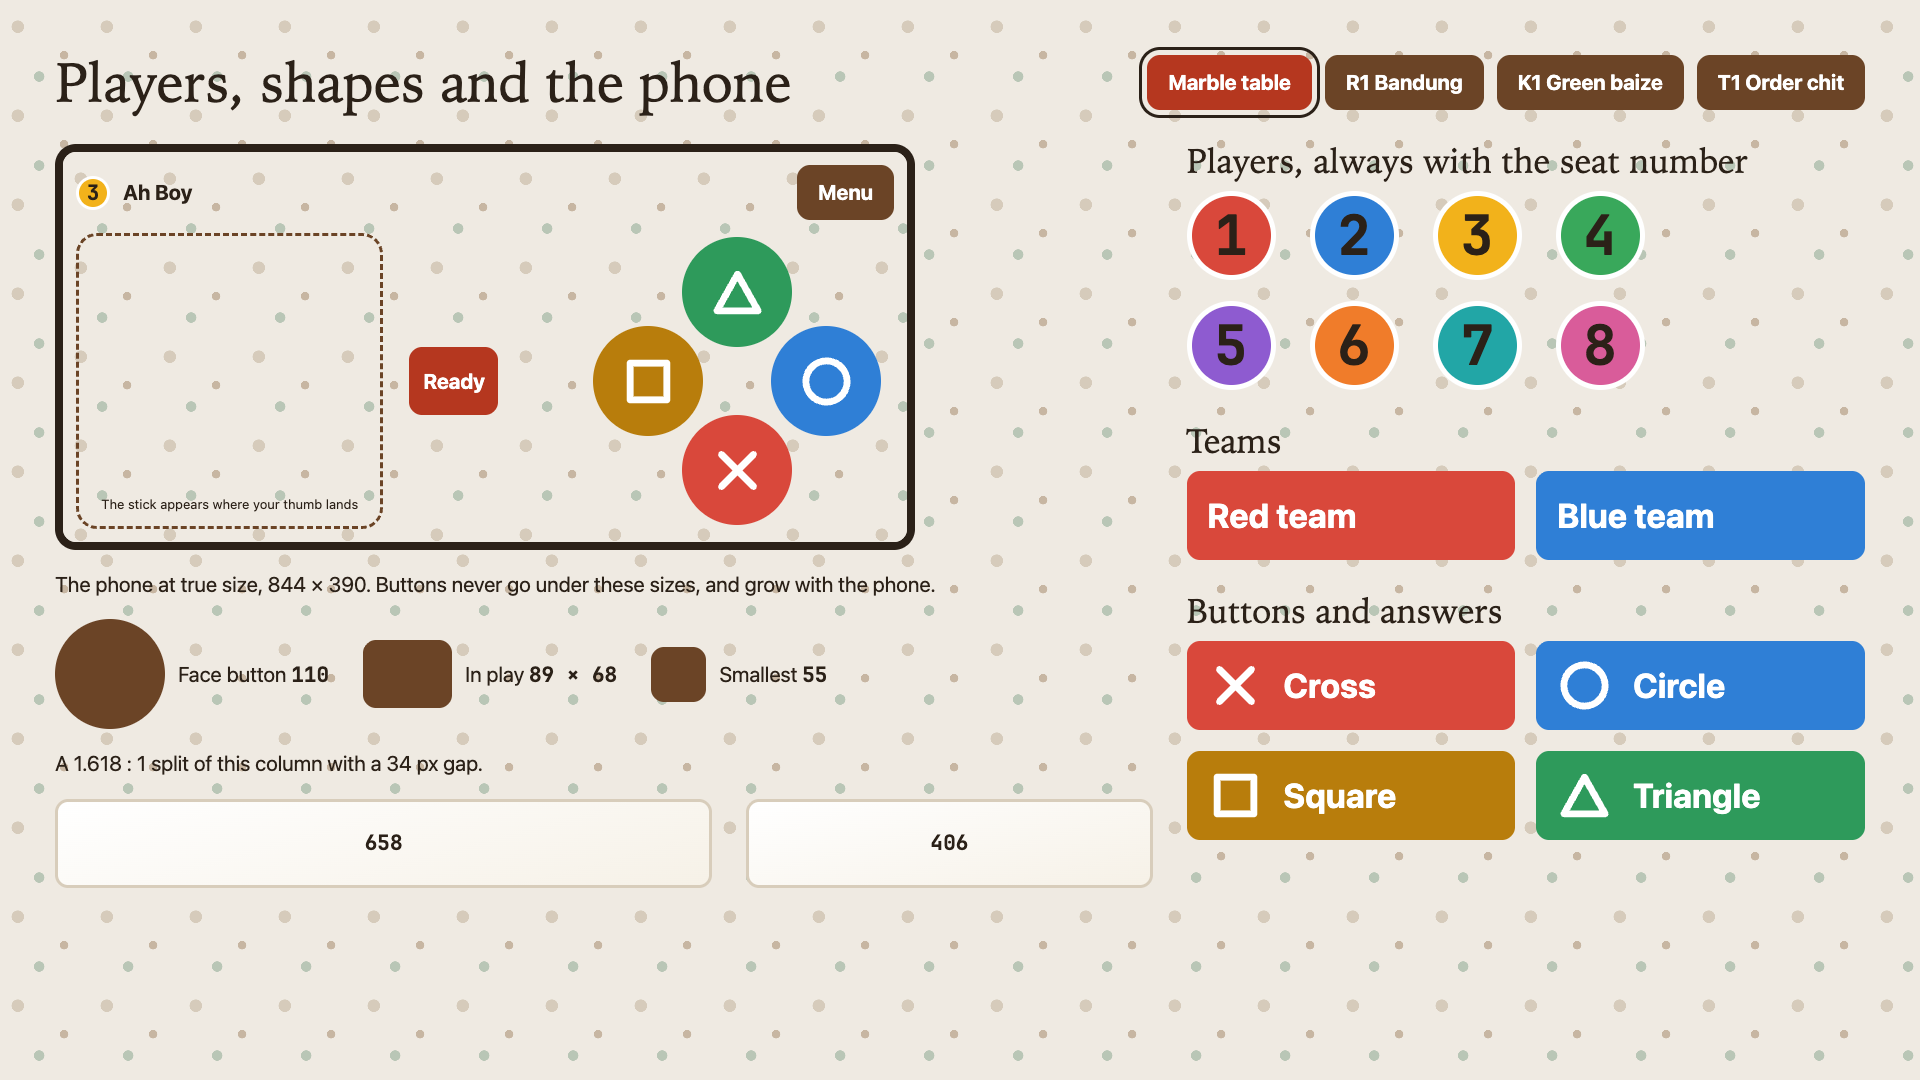 Players, shapes and the phone
Marble table
R1 Bandung
K1 Green baize
T1 Order chit
3 Ah Boy
Menu
Ready
The stick appears where your thumb lands
The phone at true size, 844 × 390. Buttons never go under these sizes, and grow with the phone.
Face button 110
In play 89 × 68
Smallest 55
A 1.618 : 1 split of this column with a 34 px gap.
658
406
Players, always with the seat number
1 2 3 4
5 6 7 8
Teams
Red team
Blue team
Buttons and answers
Cross
Circle
Square
Triangle